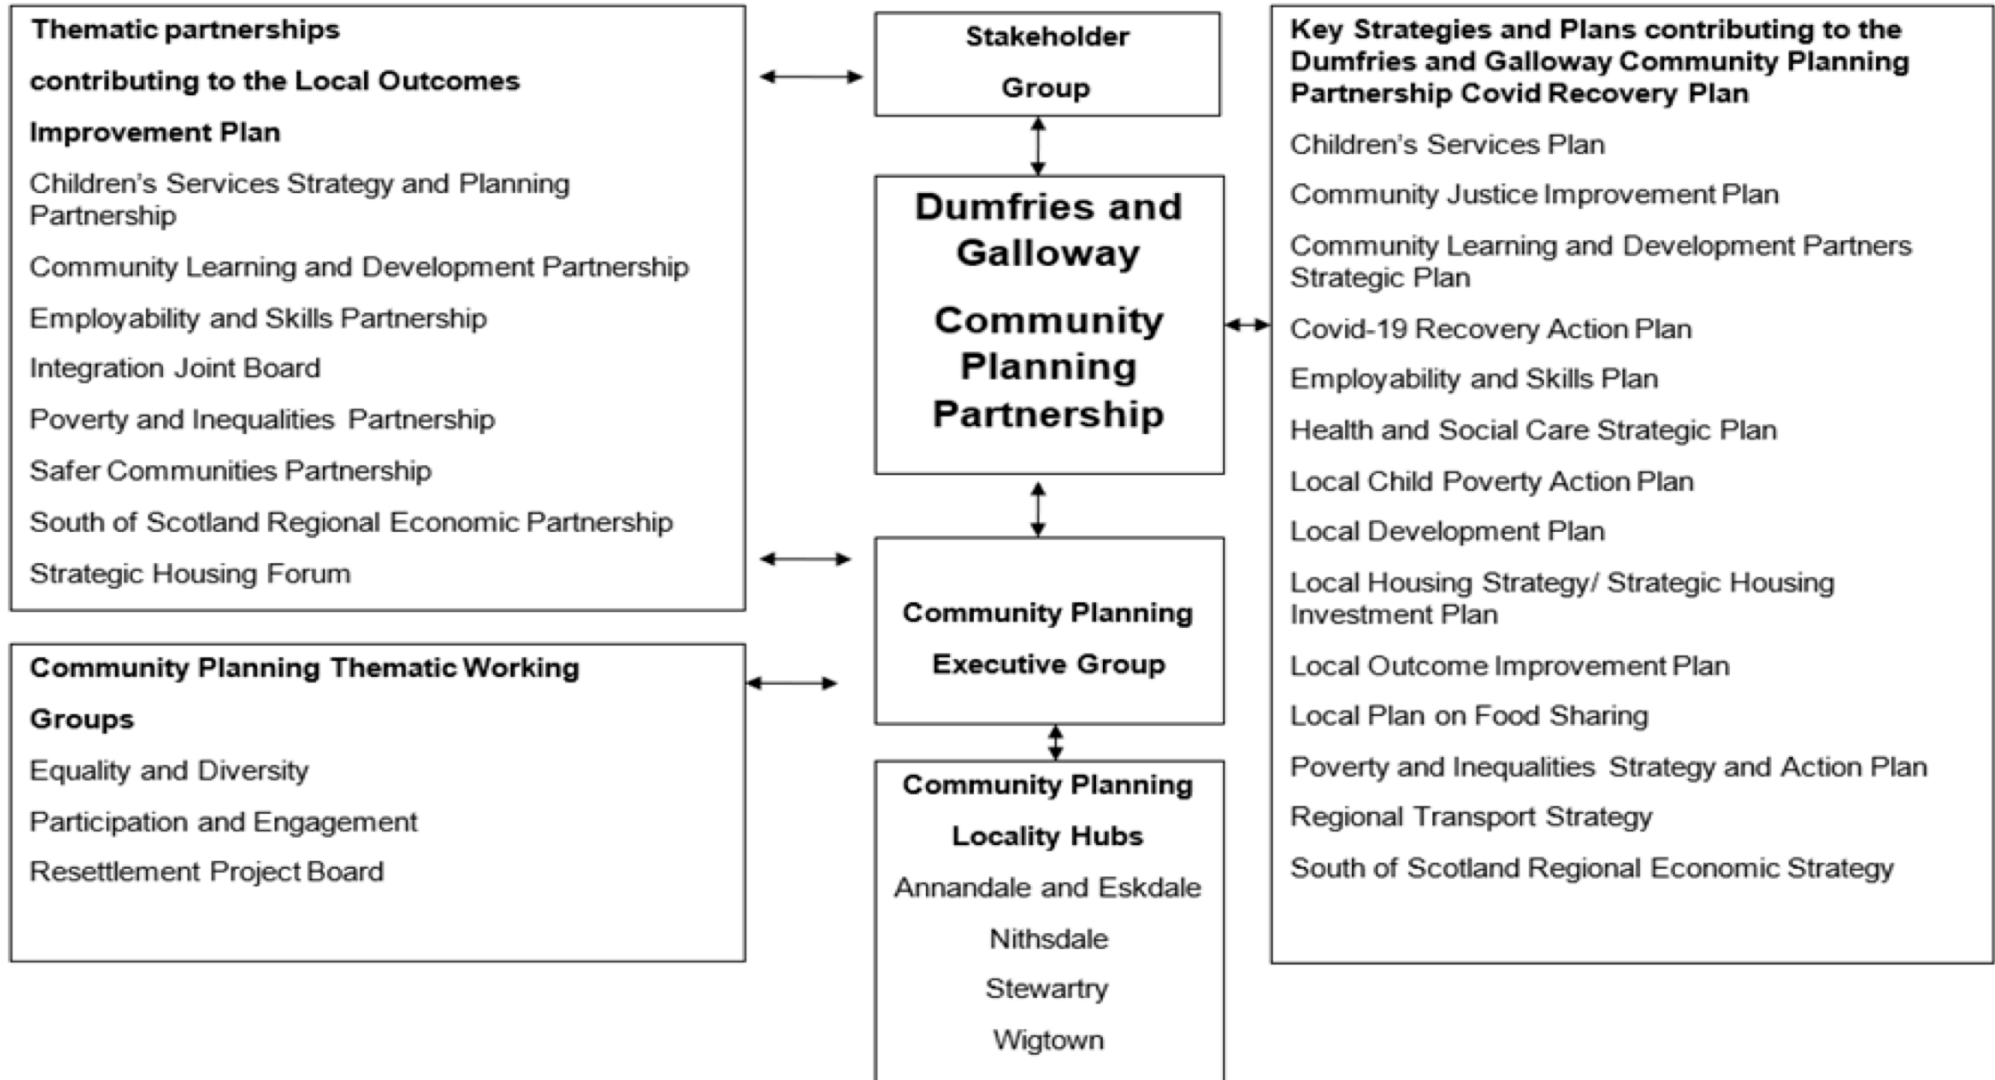 Thematic partnerships
contributing to the Local Outcomes
Improvement Plan
Children’s Services Strategy and Planning
Partnership
Community Learning and Development Partnership
Employability and Skills Partnership
Integration Joint Board
Poverty and Inequalities Partnership
Safer Communities Partnership
South of Scotland Regional Economic Partnership
Strategic Housing Forum
Community Planning Thematic Working
Groups
Equality and Diversity
Participation and Engagement
Resettlement Project Board
Stakeholder
Group
Dumfries and
Galloway
Community
Planning
Partnership
Community Planning
Executive Group
Community Planning
Locality Hubs
Annandale and Eskdale
Nithsdale
Stewartry
Wigtown
Key Strategies and Plans contributing to the
Dumfries and Galloway Community Planning
Partnership Covid Recovery Plan
Children’s Services Plan
Community Justice Improvement Plan
Community Learning and Development Partners
Strategic Plan
Covid-19 Recovery Action Plan
Employability and Skills Plan
Health and Social Care Strategic Plan
Local Child Poverty Action Plan
Local Development Plan
Local Housing Strategy/ Strategic Housing
Investment Plan
Local Outcome Improvement Plan
Local Plan on Food Sharing
Poverty and Inequalities Strategy and Action Plan
Regional Transport Strategy
South of Scotland Regional Economic Strategy